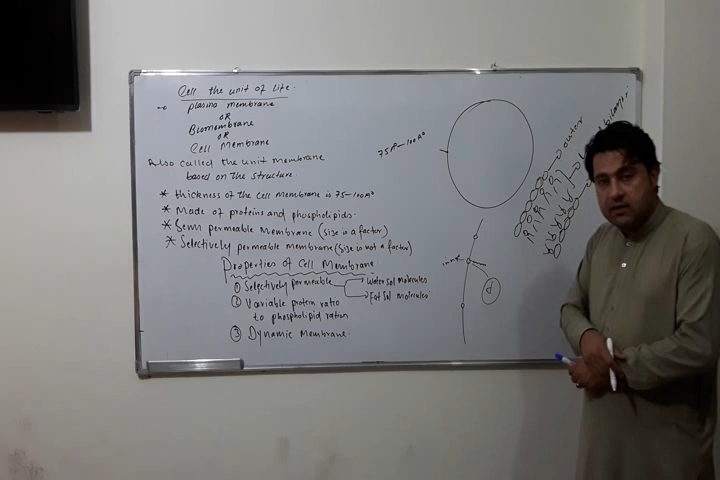 Cell the unit of Life.
plasma membrane
OR
Biomembrane
OR
Cell Membrane
Also called the unit membrane
based on the structure
* thickness of the cell membrane is 75-100A°
* Made of proteins and phospholipids.
* Semi permeable Membrane (size is a factor)
* Selectively permeable membrane (size is not a factor)
Properties of Cell Membrane
① Selectively permeable
Water Sol molecules
Fat Sol molecules
② Variable protein ratio
to phospholipid ration
③ Dynamic Membrane.
100A°
outer
d